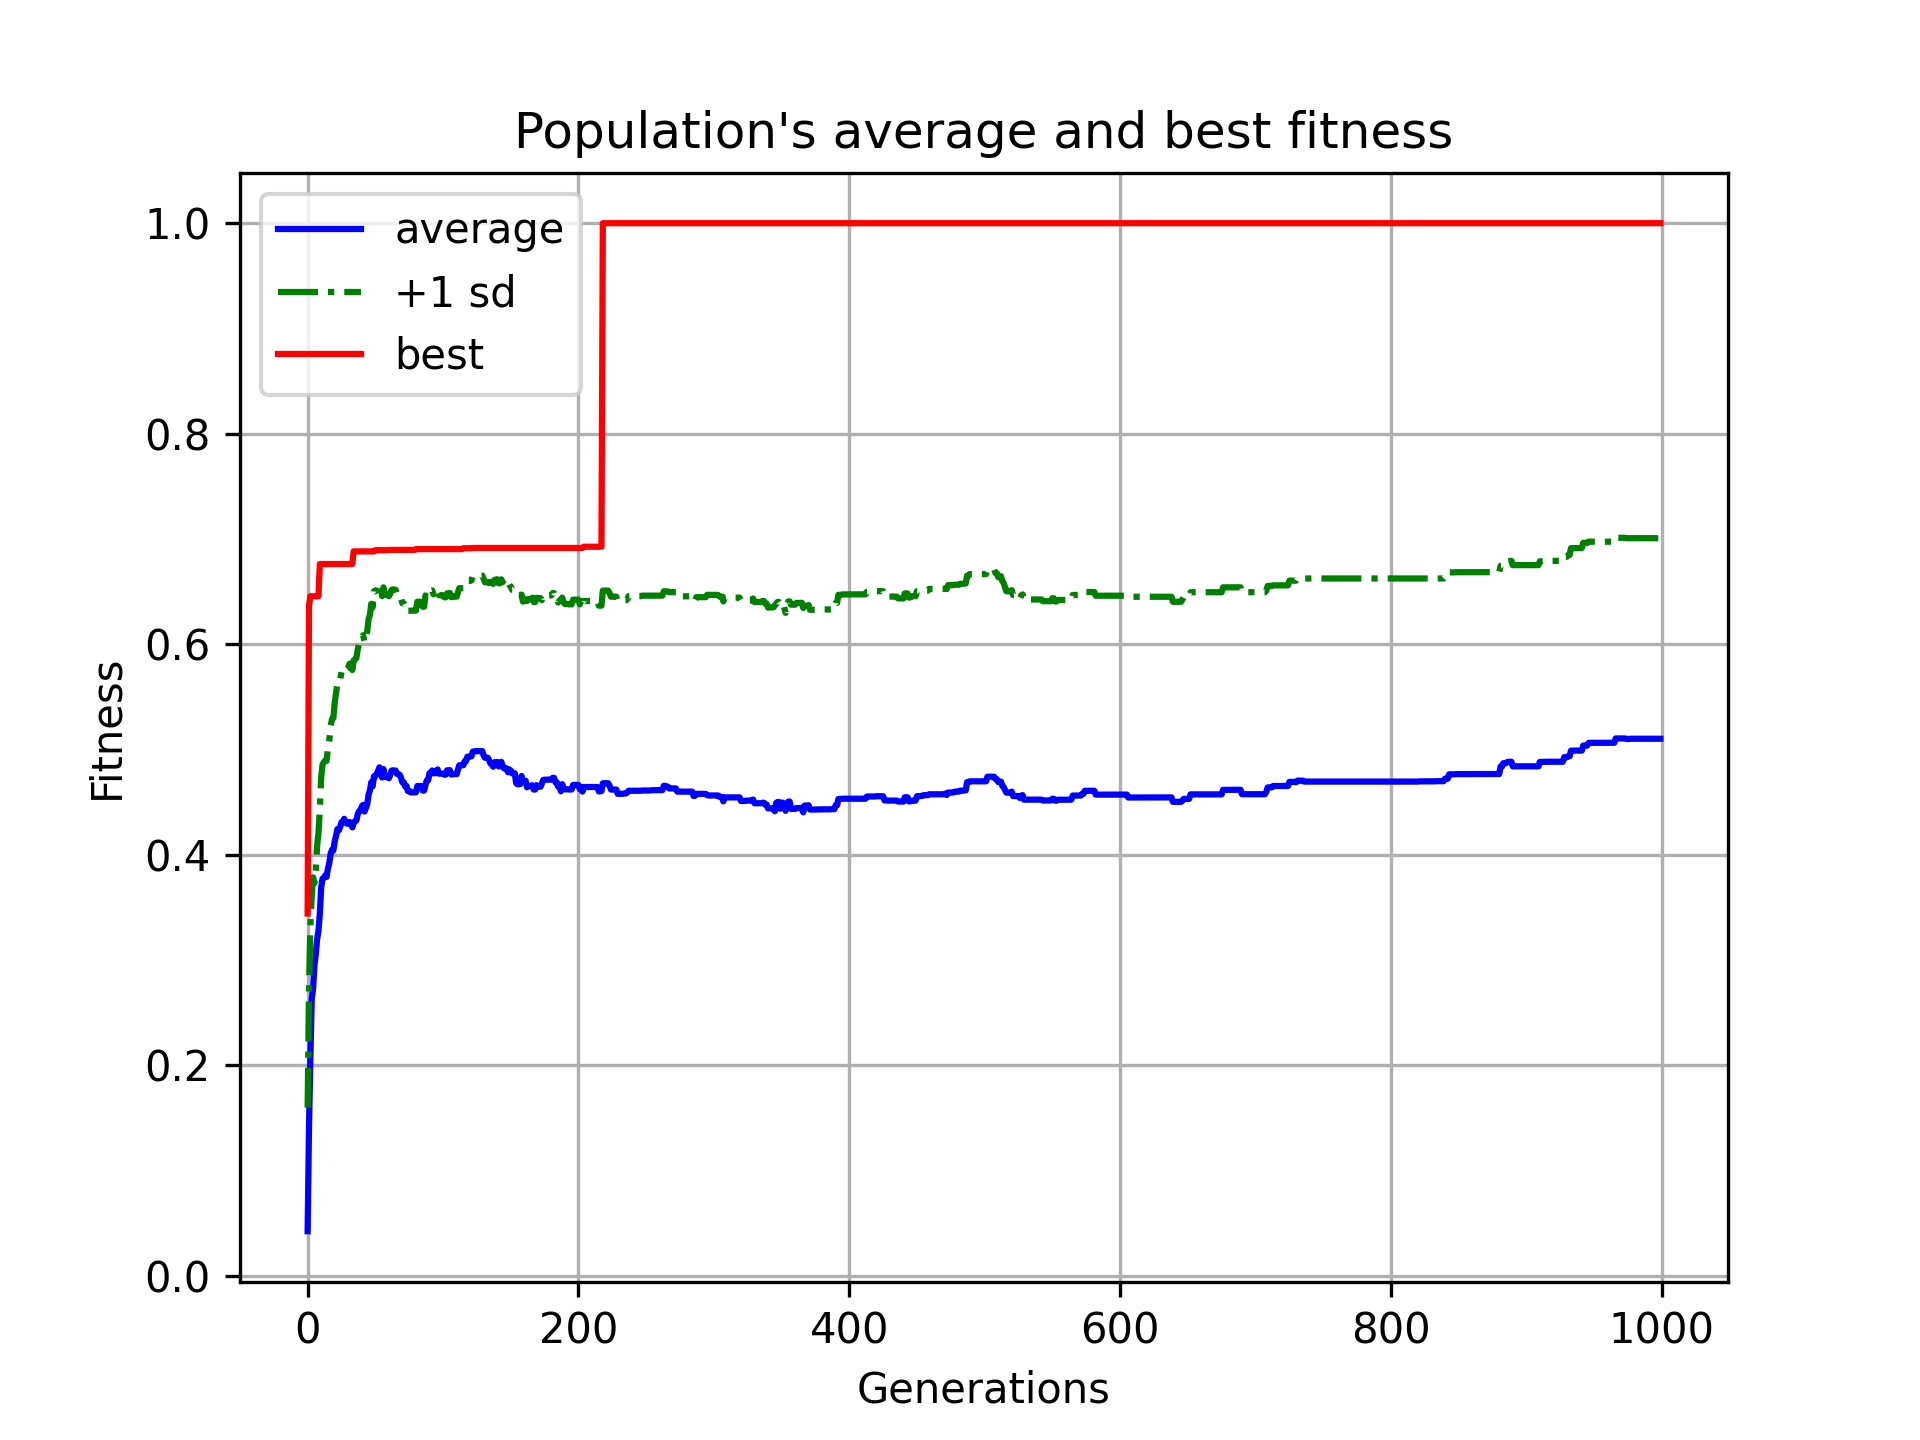 Population's average and best fitness
average
+1 sd
best
1.0
0.8
0.6
0.4
0.2
0.0
Fitness
0 200 400 600 800 1000
Generations